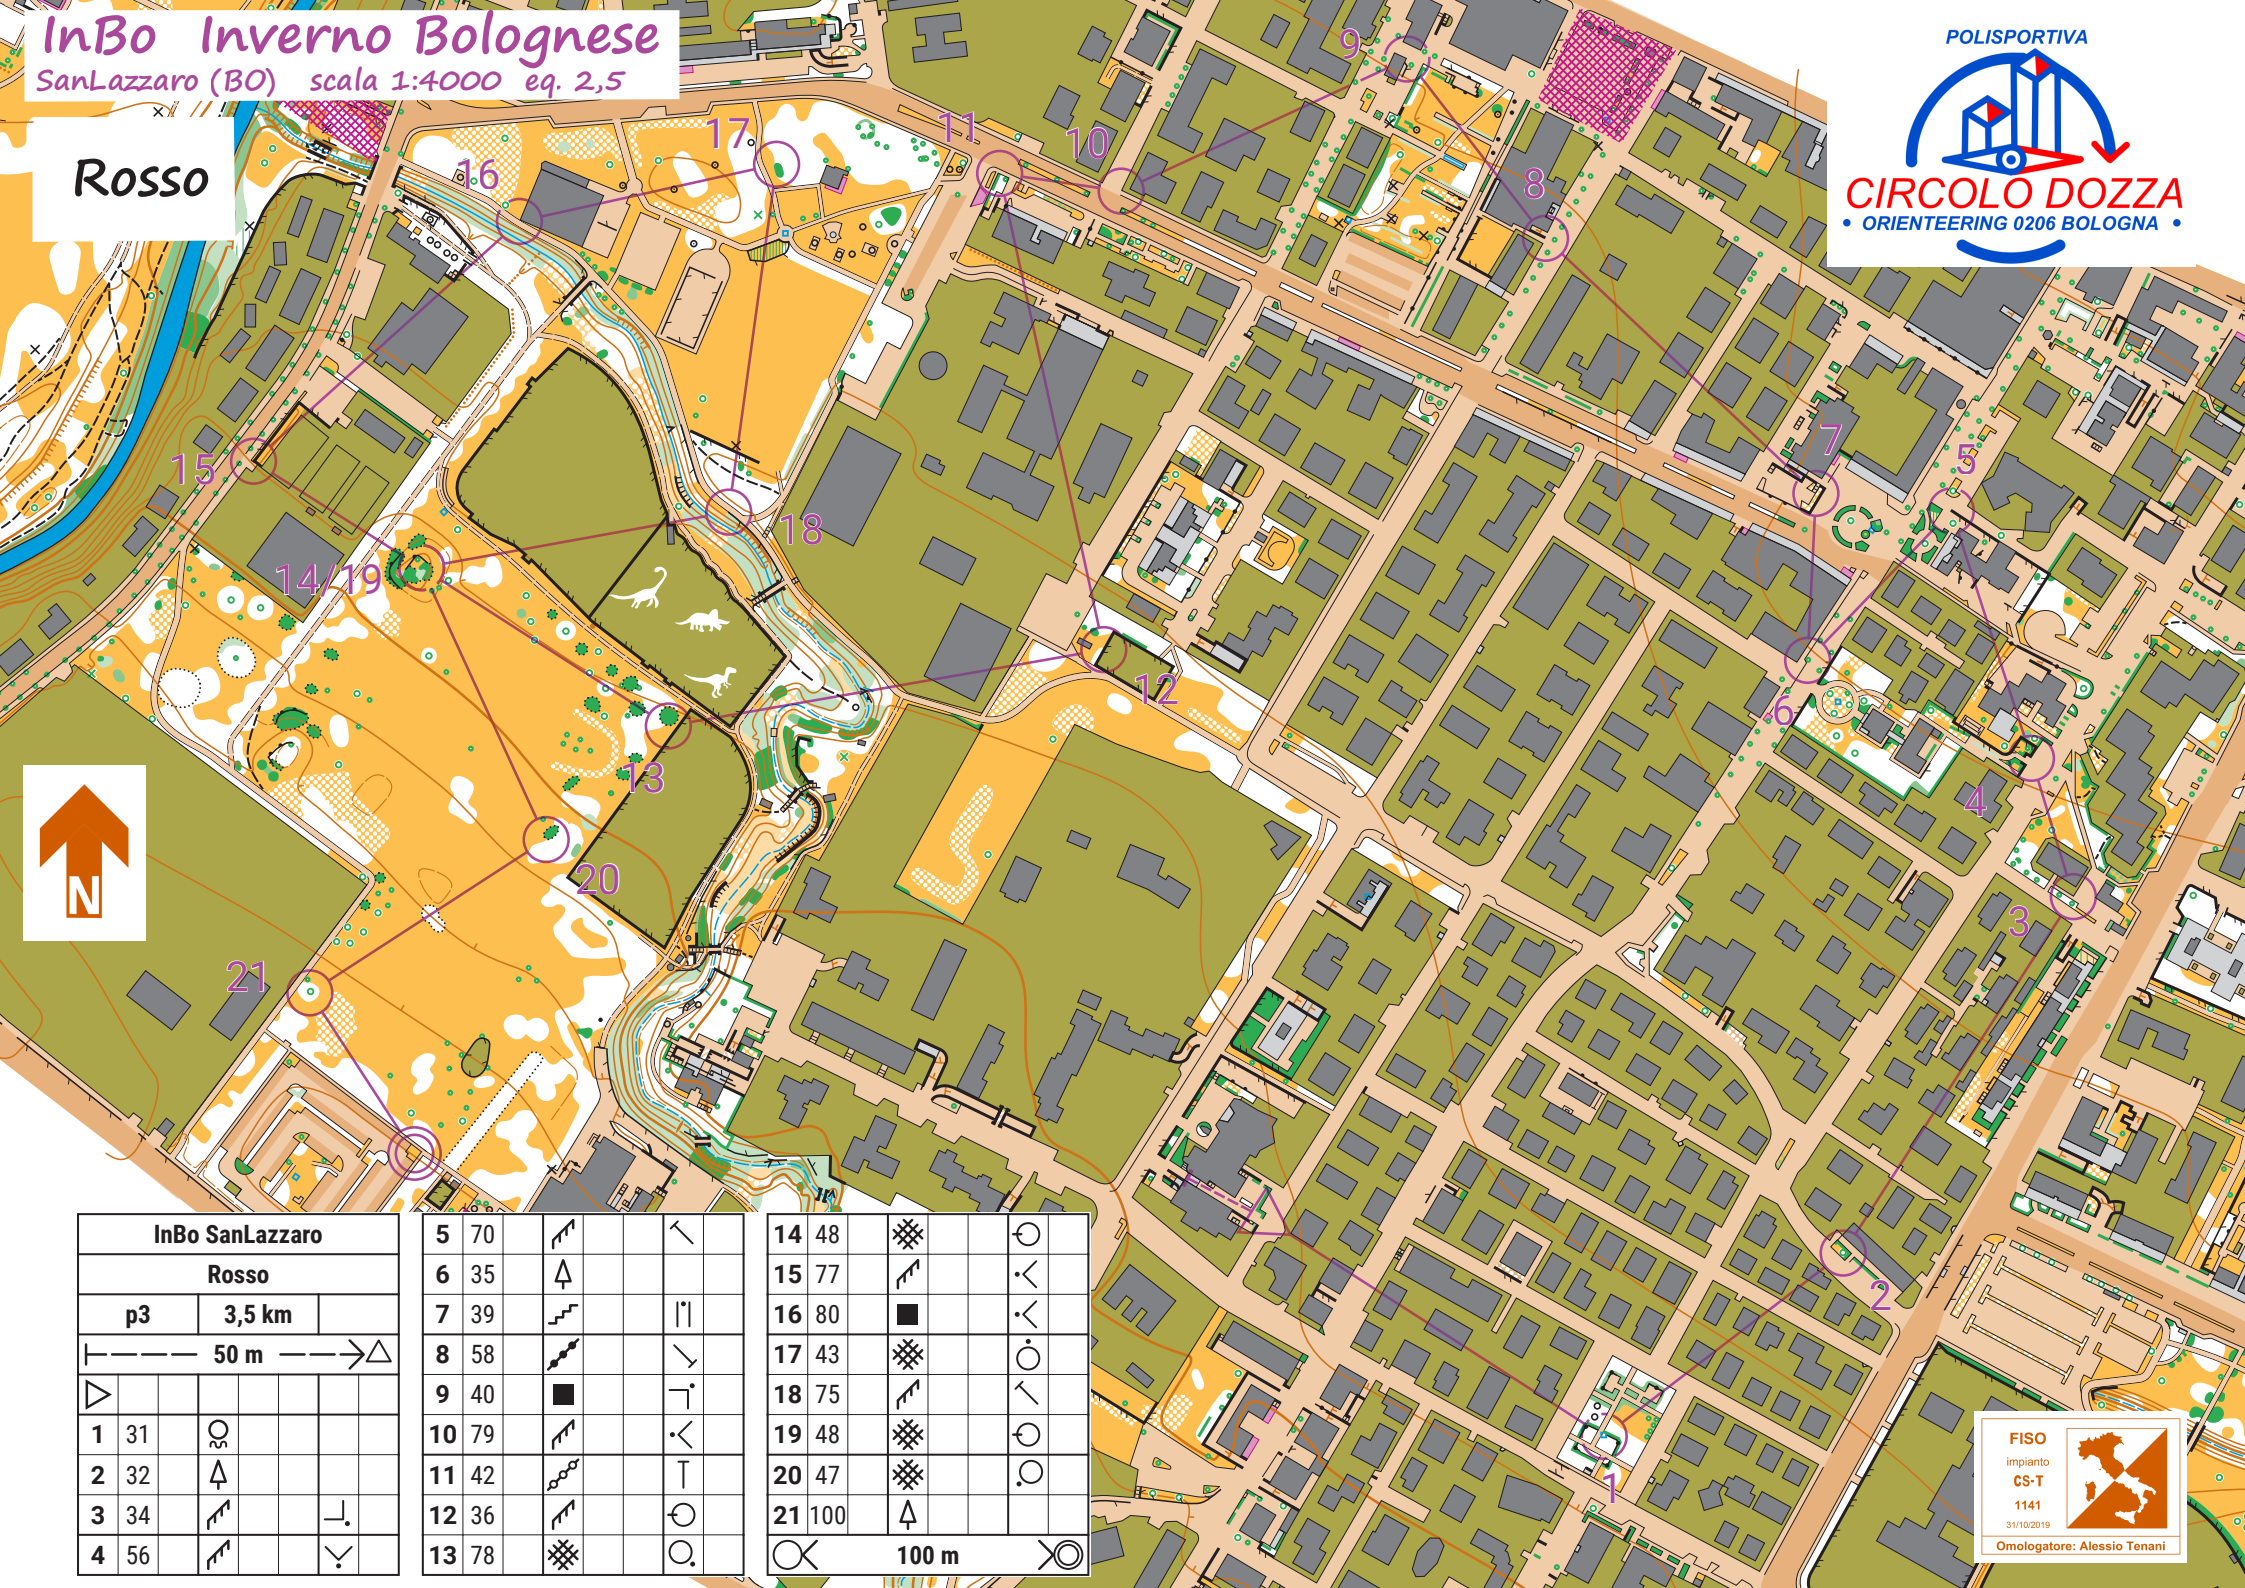 InBo Inverno Bolognese
SanLazzaro (BO) scala 1:4000 eq. 2,5
Rosso
POLISPORTIVA
CIRCOLO DOZZA
• ORIENTEERING 0206 BOLOGNA •
9
17
11
10
16
8
7
5
15
18
14/19
12
6
13
4
20
3
21
N
2
1
InBo SanLazzaro
Rosso
p3 3,5 km
50 m
1 31
2 32
3 34
4 56
5 70
6 35
7 39
8 58
9 40
10 79
11 42
12 36
13 78
14 48
15 77
16 80
17 43
18 75
19 48
20 47
21 100
100 m
FISO
impianto
CS-T
1141
31/10/2019
Omologatore: Alessio Tenani